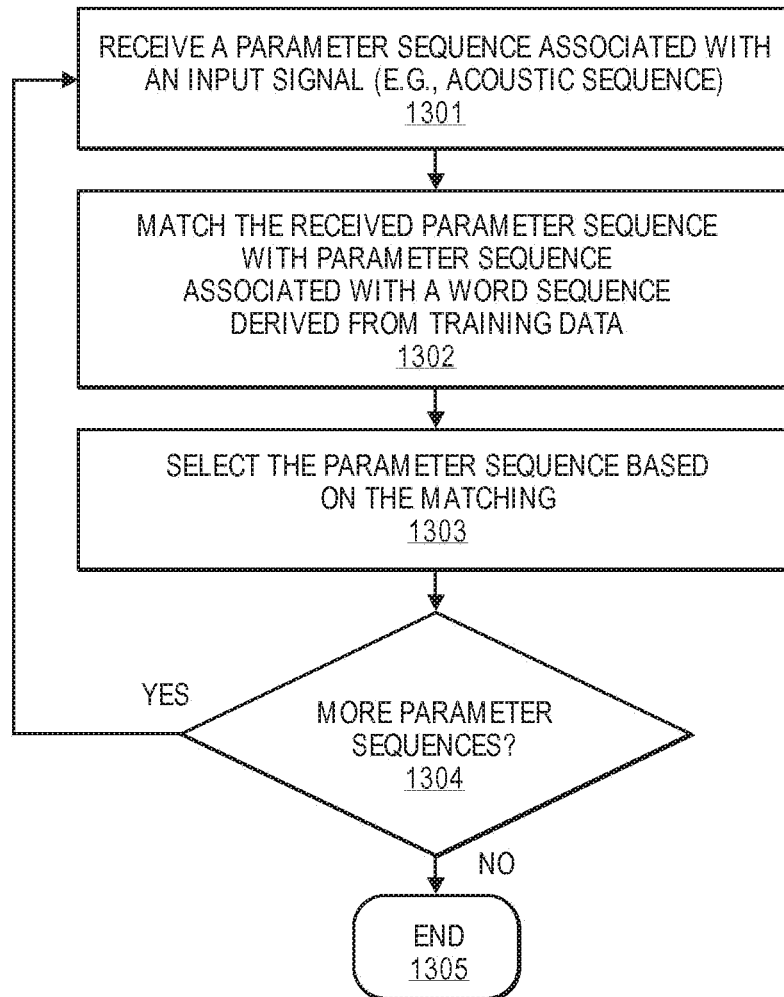 RECEIVE A PARAMETER SEQUENCE ASSOCIATED WITH
AN INPUT SIGNAL (E.G., ACOUSTIC SEQUENCE)
1301
MATCH THE RECEIVED PARAMETER SEQUENCE
WITH PARAMETER SEQUENCE
ASSOCIATED WITH A WORD SEQUENCE
DERIVED FROM TRAINING DATA
1302
SELECT THE PARAMETER SEQUENCE BASED
ON THE MATCHING
1303
YES
MORE PARAMETER
SEQUENCES?
1304
NO
END
1305